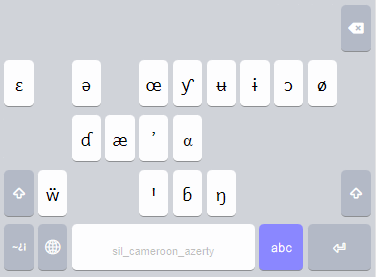 ɛ ə œ ƴ ʉ ɨ ɔ ø
ɗ æ ʼ ɑ
ẅ ˈ ɓ ŋ
~¿¡ sil_cameroon_azerty abc